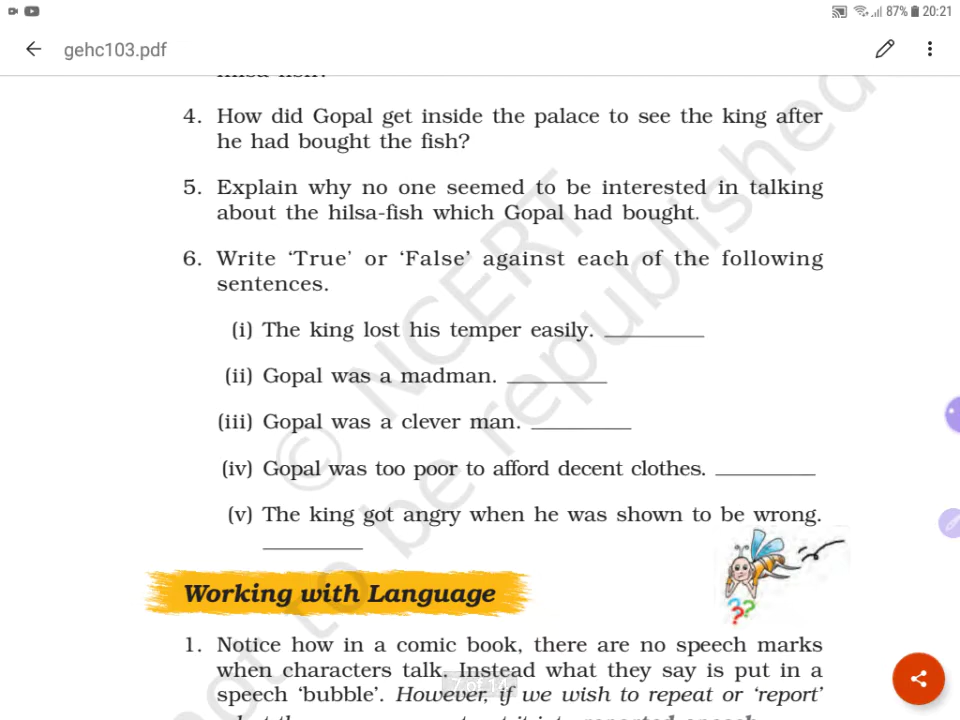 87% 20:21
gehc103.pdf
4. How did Gopal get inside the palace to see the king after
he had bought the fish?
5. Explain why no one seemed to be interested in talking
about the hilsa-fish which Gopal had bought.
6. Write ‘True’ or ‘False’ against each of the following
sentences.
(i) The king lost his temper easily.
(ii) Gopal was a madman.
(iii) Gopal was a clever man.
(iv) Gopal was too poor to afford decent clothes.
(v) The king got angry when he was shown to be wrong.
??
Working with Language
1. Notice how in a comic book, there are no speech marks
when characters talk. Instead what they say is put in a
speech ‘bubble’. However, if we wish to repeat or ‘report’
7 of 14
© NCERT
not to be republished